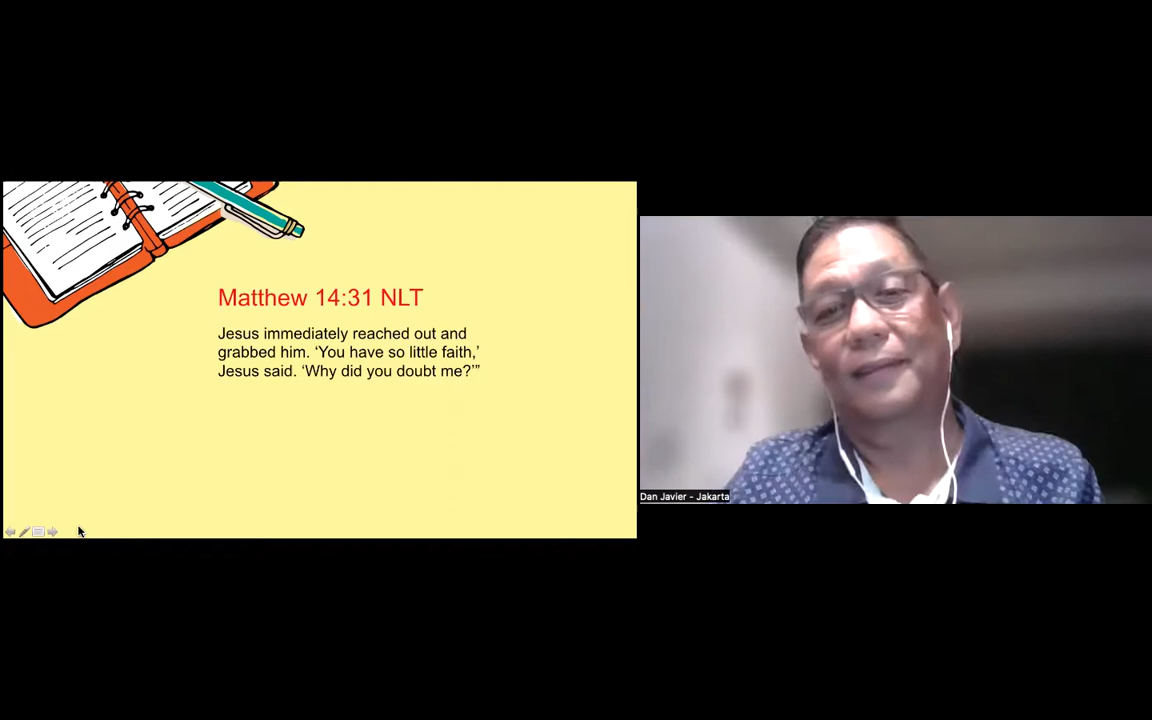 Matthew 14:31 NLT
Jesus immediately reached out and
grabbed him. ‘You have so little faith,’
Jesus said. ‘Why did you doubt me?’”
Dan Javier - Jakarta